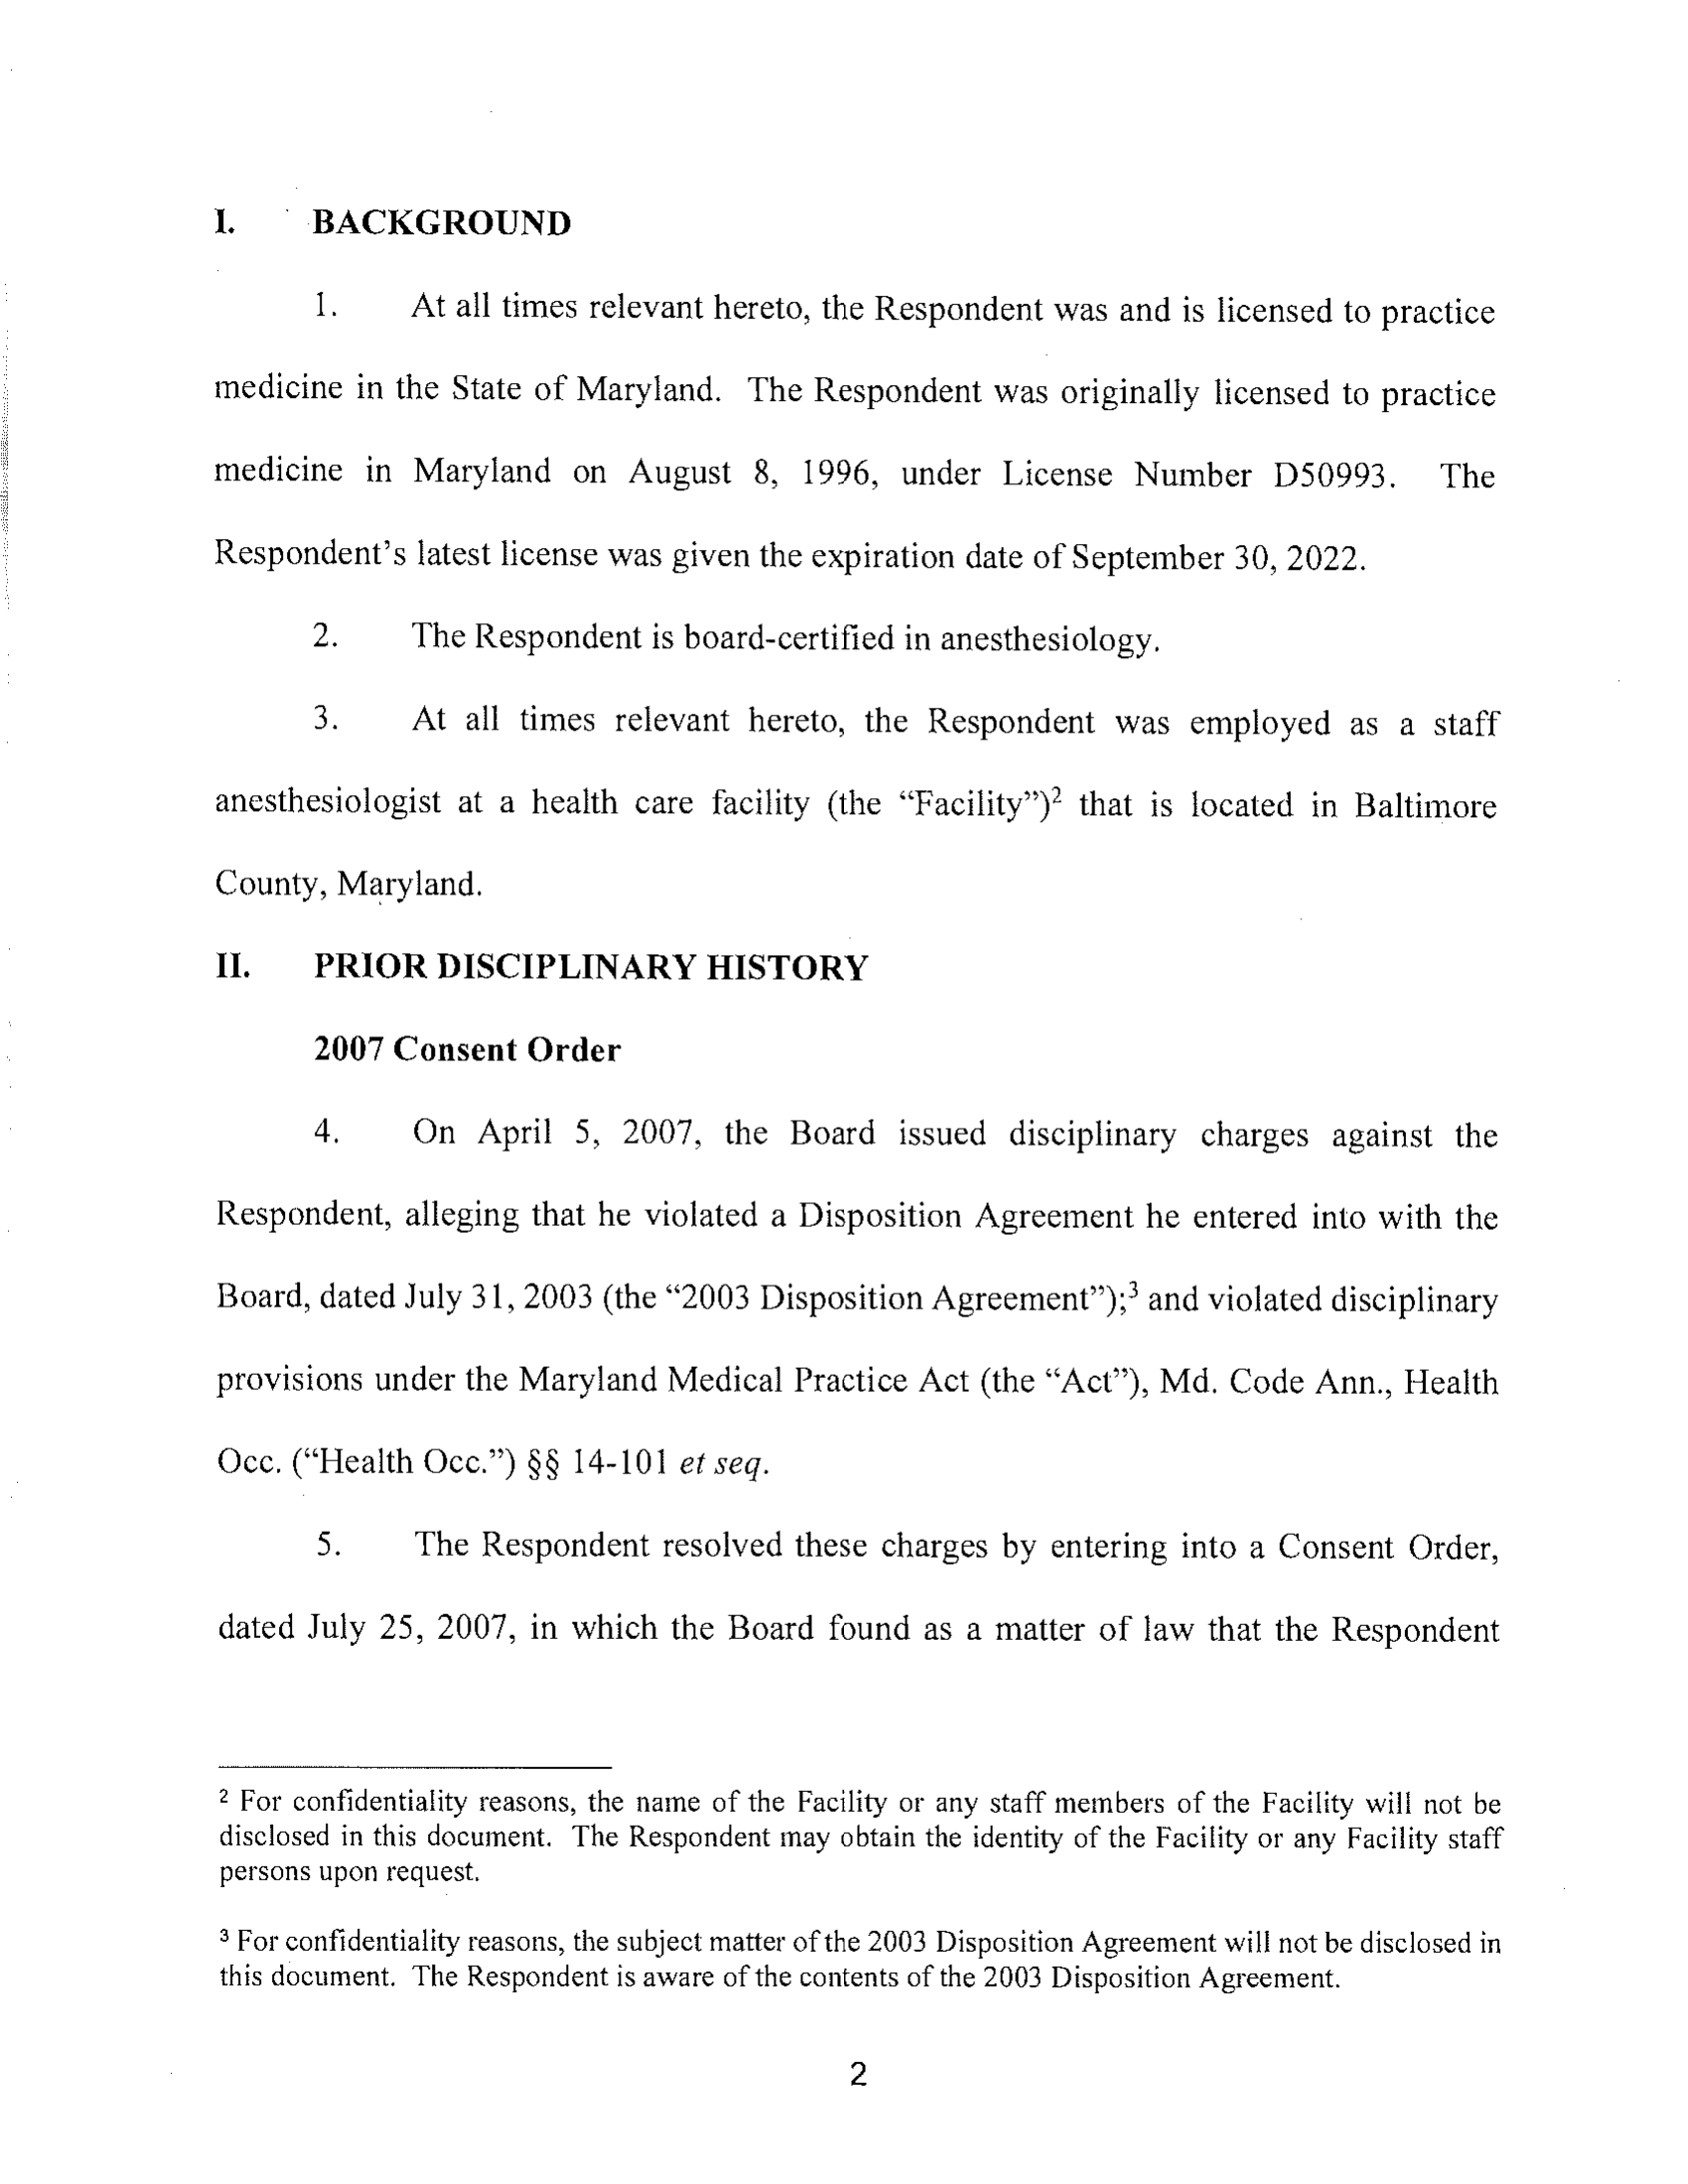 I. BACKGROUND
1. At all times relevant hereto, the Respondent was and is licensed to practice
medicine in the State of Maryland. The Respondent was originally licensed to practice
medicine in Maryland on August 8, 1996, under License Number D50993. The
Respondent’s latest license was given the expiration date of September 30, 2022.
2. The Respondent is board-certified in anesthesiology.
3. At all times relevant hereto, the Respondent was employed as a staff
anesthesiologist at a health care facility (the “Facility”)² that is located in Baltimore
County, Maryland.
II. PRIOR DISCIPLINARY HISTORY
2007 Consent Order
4. On April 5, 2007, the Board issued disciplinary charges against the
Respondent, alleging that he violated a Disposition Agreement he entered into with the
Board, dated July 31, 2003 (the “2003 Disposition Agreement”);³ and violated disciplinary
provisions under the Maryland Medical Practice Act (the “Act”), Md. Code Ann., Health
Occ. (“Health Occ.”) §§ 14-101 et seq.
5. The Respondent resolved these charges by entering into a Consent Order,
dated July 25, 2007, in which the Board found as a matter of law that the Respondent
² For confidentiality reasons, the name of the Facility or any staff members of the Facility will not be
disclosed in this document. The Respondent may obtain the identity of the Facility or any Facility staff
persons upon request.
³ For confidentiality reasons, the subject matter of the 2003 Disposition Agreement will not be disclosed in
this document. The Respondent is aware of the contents of the 2003 Disposition Agreement.
2